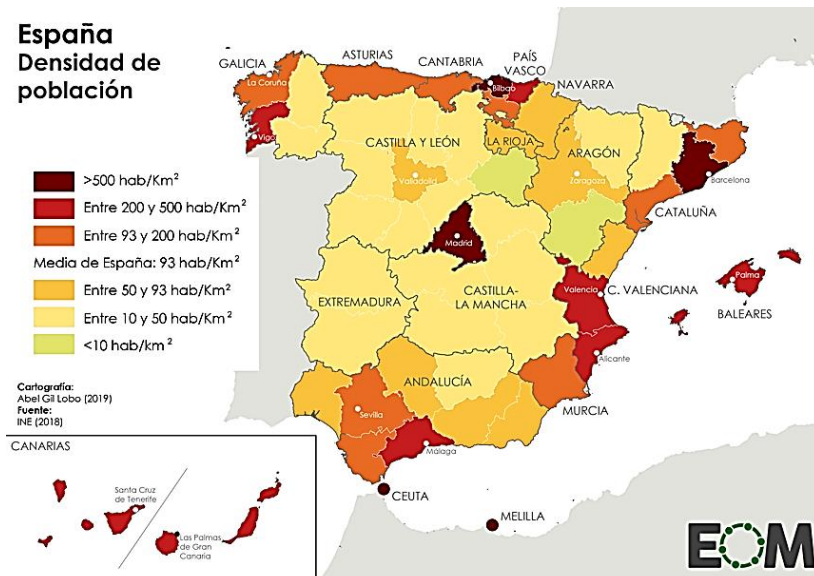 España
Densidad de
población
>500 hab/Km²
Entre 200 y 500 hab/Km²
Entre 93 y 200 hab/Km²
Media de España: 93 hab/Km²
Entre 50 y 93 hab/Km²
Entre 10 y 50 hab/Km²
<10 hab/km²
Cartografía:
Abel Gil Lobo (2019)
Fuente:
INE (2018)
GALICIA
ASTURIAS
CANTABRIA
PAÍS
VASCO
NAVARRA
La Coruña
Bilbao
Vigo
CASTILLA Y LEÓN
LA RIOJA
ARAGÓN
Valladolid
Zaragoza
Barcelona
CATALUÑA
Madrid
EXTREMADURA
CASTILLA-
LA MANCHA
Valencia
C. VALENCIANA
Palma
BALEARES
Alicante
ANDALUCÍA
MURCIA
Sevilla
Málaga
CEUTA
MELILLA
CANARIAS
Santa Cruz
de Tenerife
Las Palmas
de Gran
Canaria
EOM